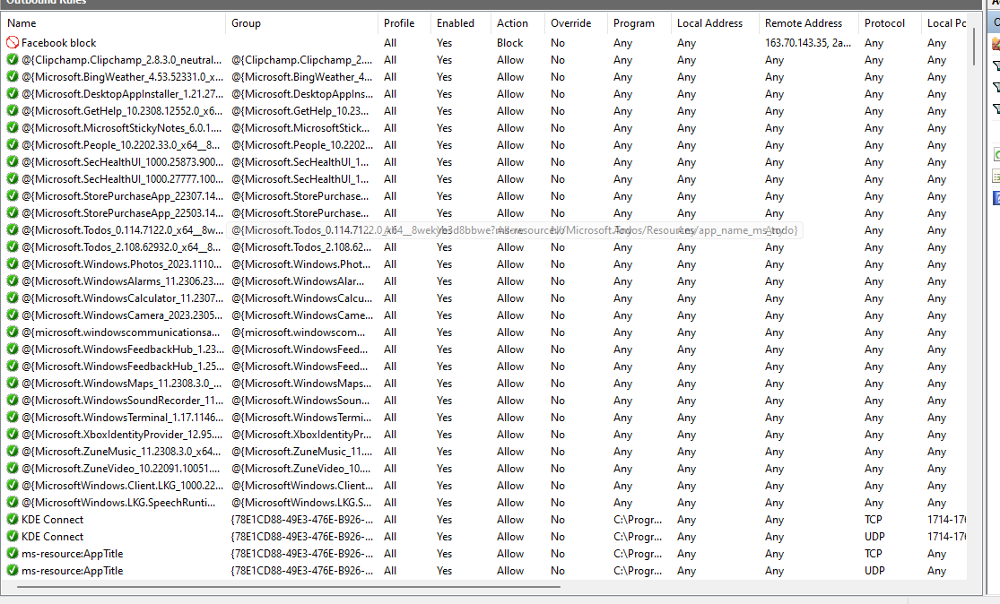 Outbound Rules
Name Group Profile Enabled Action Override Program Local Address Remote Address Protocol Local Po
Facebook block All Yes Block No Any Any 163.70.143.35, 2a... Any Any
@{Clipchamp.Clipchamp_2.8.3.0_neutral... @{Clipchamp.Clipchamp_2.... All Yes Allow No Any Any Any Any Any
@{Microsoft.BingWeather_4.53.52331.0_x... @{Microsoft.BingWeather_4... All Yes Allow No Any Any Any Any Any
@{Microsoft.DesktopAppInstaller_1.21.27... @{Microsoft.DesktopAppIns... All Yes Allow No Any Any Any Any Any
@{Microsoft.GetHelp_10.2308.12552.0_x6... @{Microsoft.GetHelp_10.23... All Yes Allow No Any Any Any Any Any
@{Microsoft.MicrosoftStickyNotes_6.0.1.... @{Microsoft.MicrosoftStick... All Yes Allow No Any Any Any Any Any
@{Microsoft.People_10.2202.33.0_x64__8... @{Microsoft.People_10.2202... All Yes Allow No Any Any Any Any Any
@{Microsoft.SecHealthUI_1000.25873.900... @{Microsoft.SecHealthUI_1... All Yes Allow No Any Any Any Any Any
@{Microsoft.SecHealthUI_1000.27777.100... @{Microsoft.SecHealthUI_1... All Yes Allow No Any Any Any Any Any
@{Microsoft.StorePurchaseApp_22307.14... @{Microsoft.StorePurchase... All Yes Allow No Any Any Any Any Any
@{Microsoft.StorePurchaseApp_22503.14... @{Microsoft.StorePurchase... All Yes Allow No Any Any Any Any Any
@{Microsoft.Todos_0.114.7122.0_x64__8... @{Microsoft.Todos_0.114.7122.0_x64__8wekyb3d8bbwe?ms-resource://Microsoft.Todos/Resources/app_name_ms_todo} Any Any
@{Microsoft.Todos_2.108.62932.0_x64__8... @{Microsoft.Todos_2.108.62... All Yes Allow No Any Any Any Any Any
@{Microsoft.Windows.Photos_2023.1110... @{Microsoft.Windows.Phot... All Yes Allow No Any Any Any Any Any
@{Microsoft.WindowsAlarms_11.2306.23.... @{Microsoft.WindowsAlar... All Yes Allow No Any Any Any Any Any
@{Microsoft.WindowsCalculator_11.2307... @{Microsoft.WindowsCalcu... All Yes Allow No Any Any Any Any Any
@{Microsoft.WindowsCamera_2023.2305... @{Microsoft.WindowsCame... All Yes Allow No Any Any Any Any Any
@{microsoft.windowscommunicationsa... @{microsoft.windowscom... All Yes Allow No Any Any Any Any Any
@{Microsoft.WindowsFeedbackHub_1.23... @{Microsoft.WindowsFeed... All Yes Allow No Any Any Any Any Any
@{Microsoft.WindowsFeedbackHub_1.25... @{Microsoft.WindowsFeed... All Yes Allow No Any Any Any Any Any
@{Microsoft.WindowsMaps_11.2308.3.0_... @{Microsoft.WindowsMaps... All Yes Allow No Any Any Any Any Any
@{Microsoft.WindowsSoundRecorder_11... @{Microsoft.WindowsSoun... All Yes Allow No Any Any Any Any Any
@{Microsoft.WindowsTerminal_1.17.1146... @{Microsoft.WindowsTermi... All Yes Allow No Any Any Any Any Any
@{Microsoft.XboxIdentityProvider_12.95.... @{Microsoft.XboxIdentityPr... All Yes Allow No Any Any Any Any Any
@{Microsoft.ZuneMusic_11.2308.3.0_x64... @{Microsoft.ZuneMusic_11.... All Yes Allow No Any Any Any Any Any
@{Microsoft.ZuneVideo_10.22091.10051.... @{Microsoft.ZuneVideo_10.... All Yes Allow No Any Any Any Any Any
@{MicrosoftWindows.Client.LKG_1000.22... @{MicrosoftWindows.Client... All Yes Allow No Any Any Any Any Any
@{MicrosoftWindows.LKG.SpeechRunti... @{MicrosoftWindows.LKG.S... All Yes Allow No Any Any Any Any Any
KDE Connect {78E1CD88-49E3-476E-B926-... All Yes Allow No C:\Progr... Any Any TCP 1714-176
KDE Connect {78E1CD88-49E3-476E-B926-... All Yes Allow No C:\Progr... Any Any UDP 1714-176
ms-resource:AppTitle {78E1CD88-49E3-476E-B926-... All Yes Allow No C:\Progr... Any Any TCP Any
ms-resource:AppTitle {78E1CD88-49E3-476E-B926-... All Yes Allow No C:\Progr... Any Any UDP Any